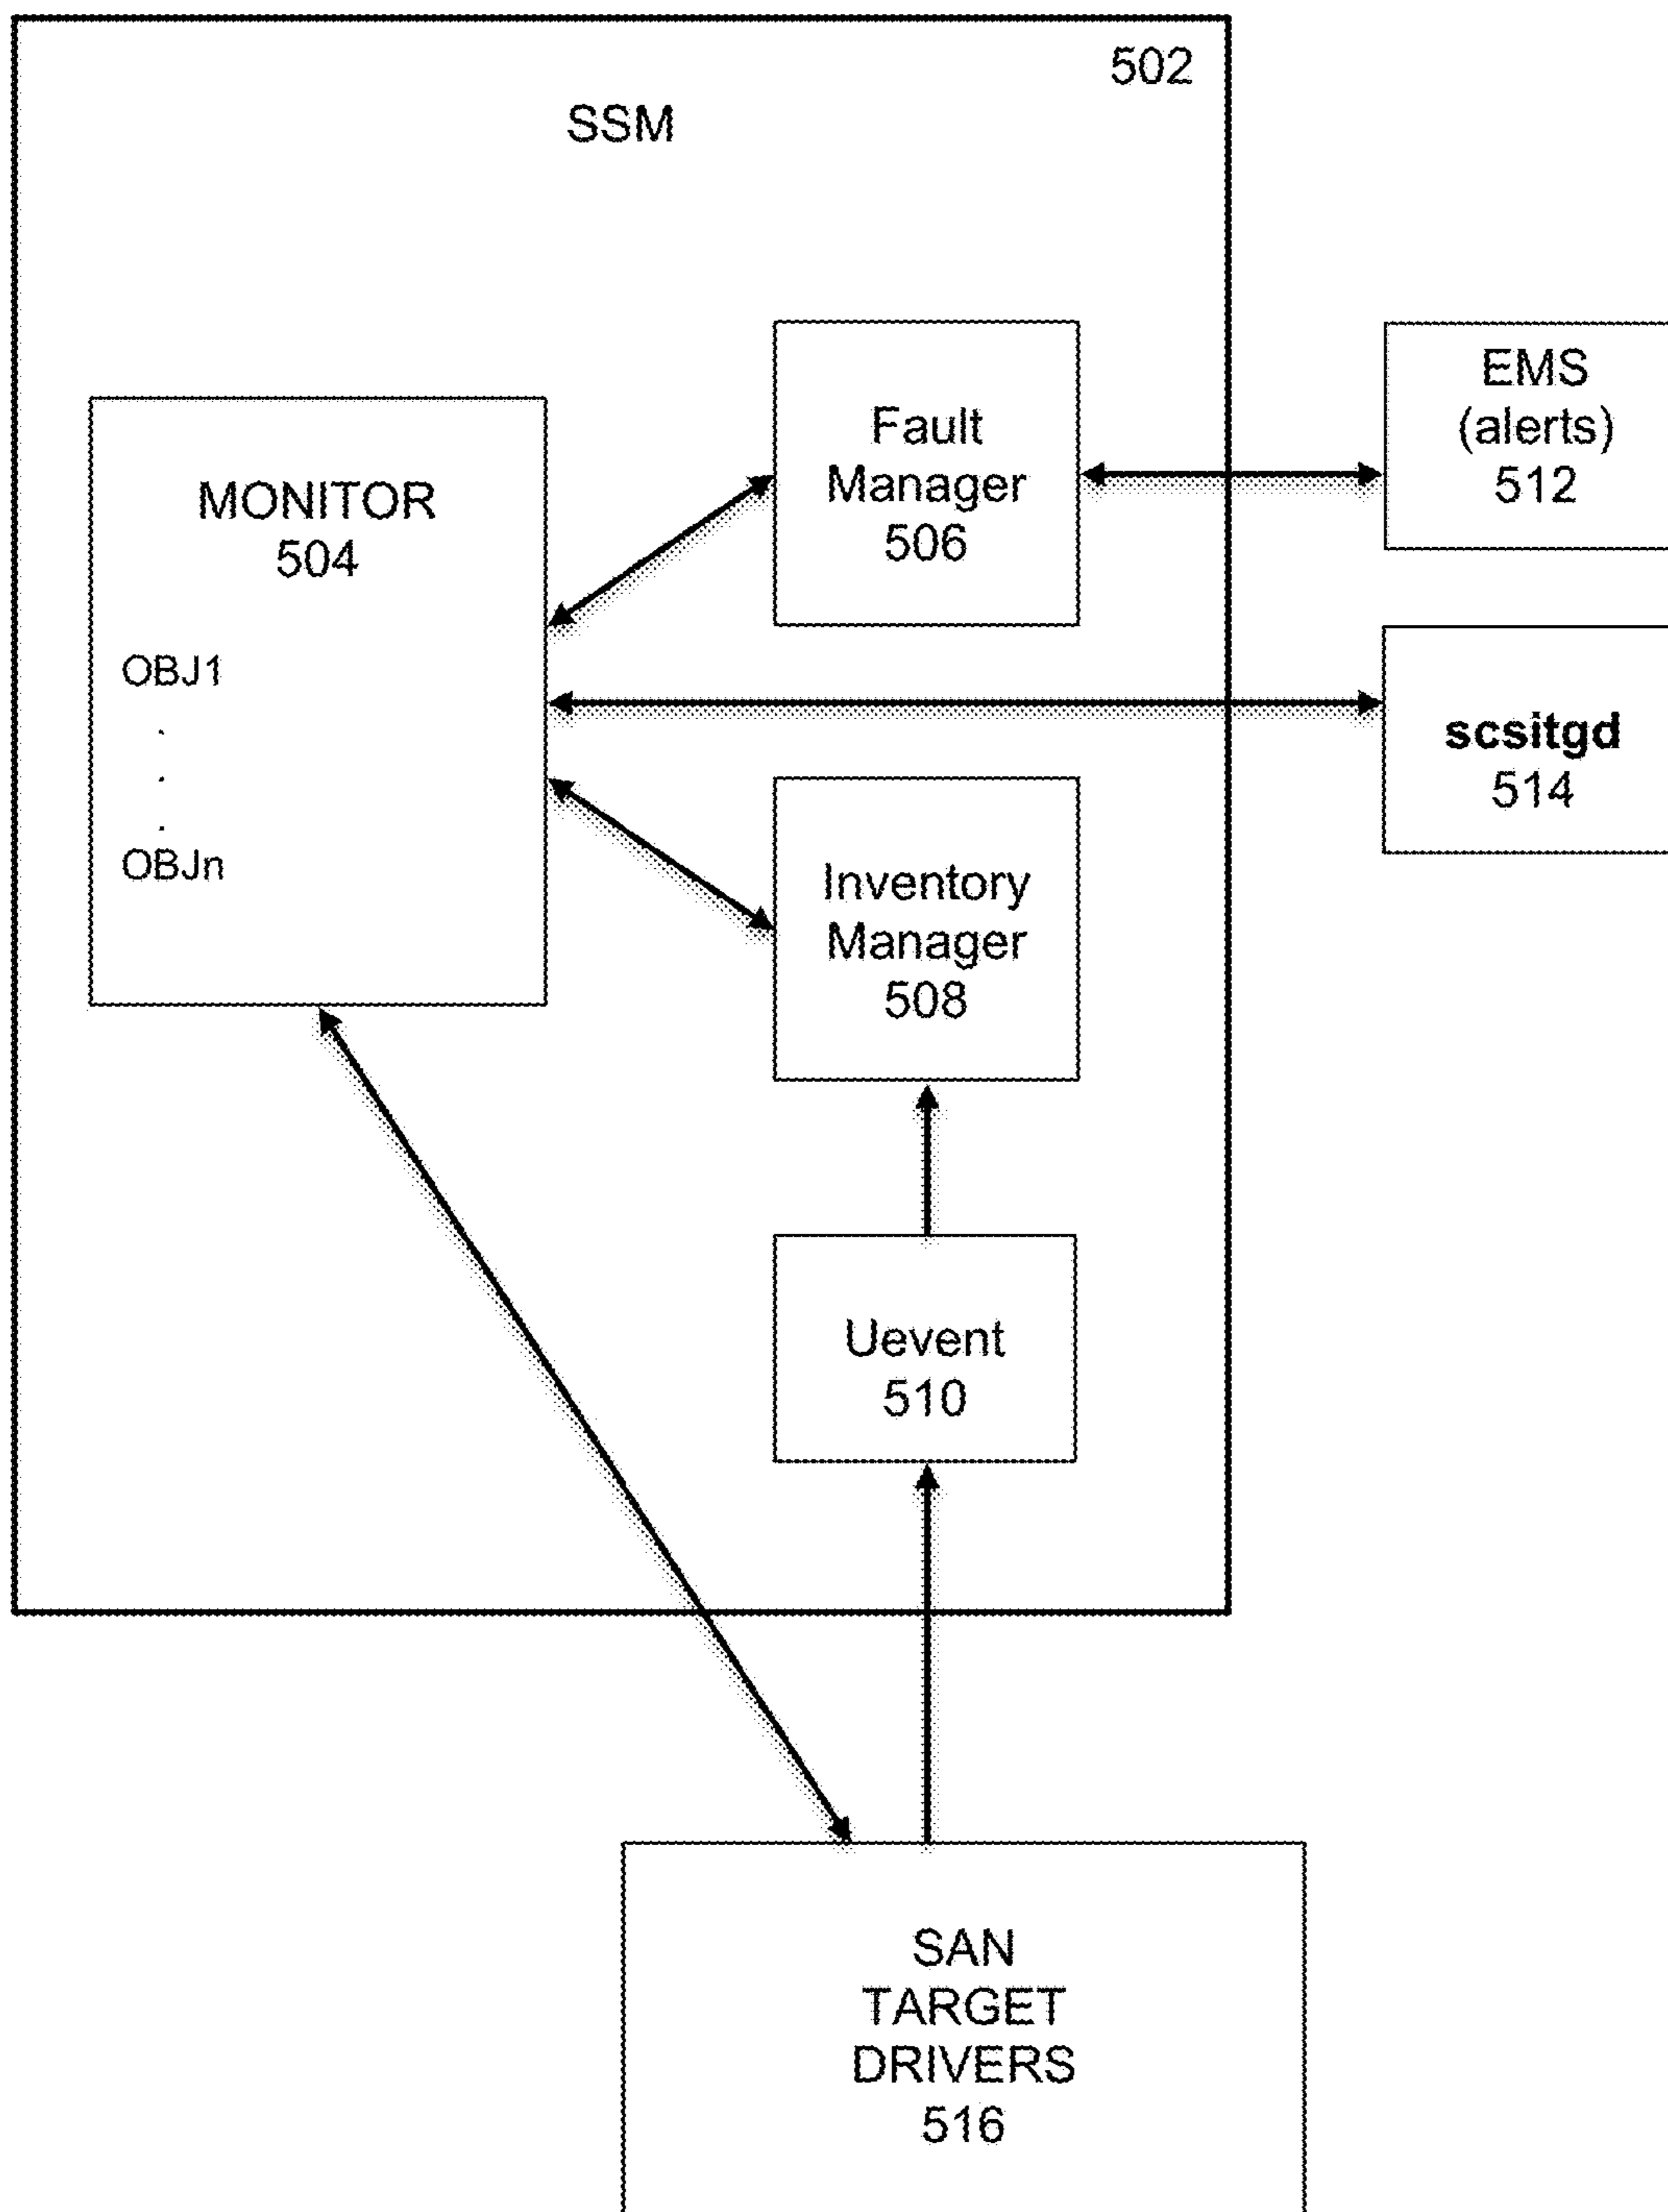 502
SSM
MONITOR
504
OBJ1
.
.
.
OBJn
Fault
Manager
506
EMS
(alerts)
512
scsitgd
514
Inventory
Manager
508
Uevent
510
SAN
TARGET
DRIVERS
516